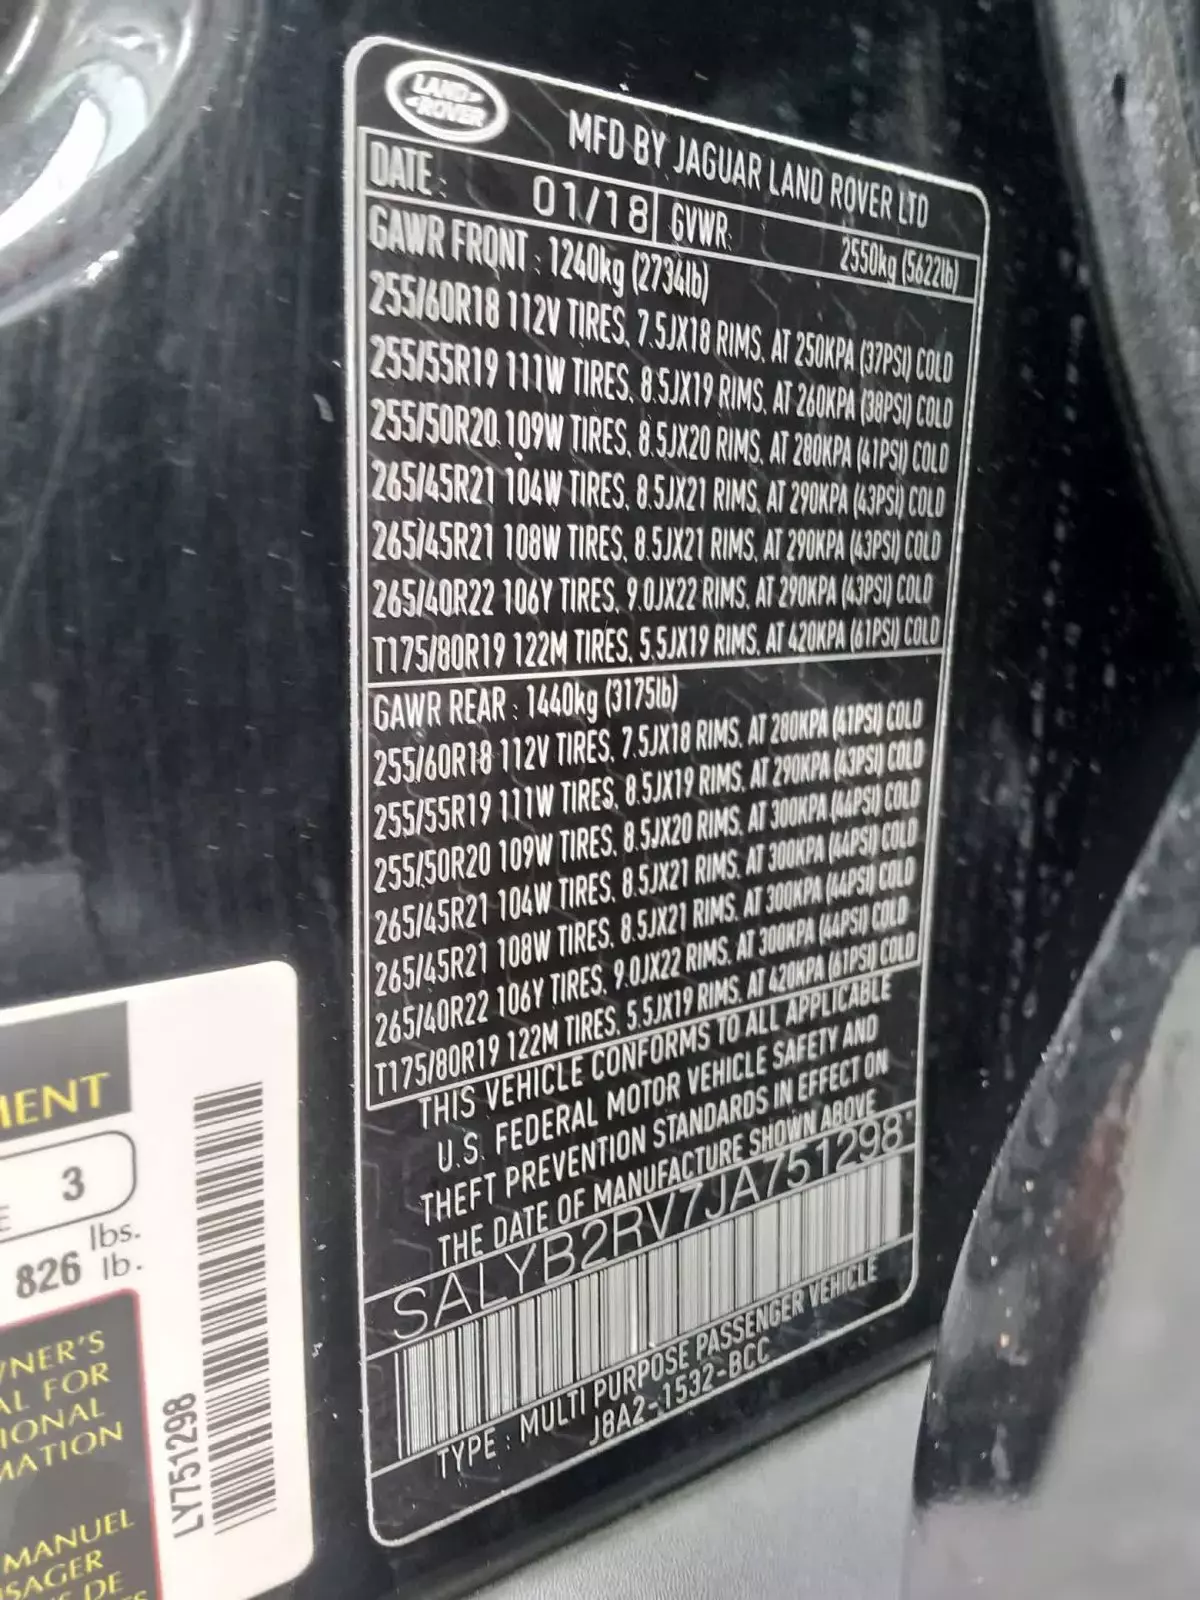 LAND ROVER
MFD BY JAGUAR LAND ROVER LTD
DATE: 01/18 GVWR: 2550kg (5622lb)
GAWR FRONT : 1240kg (2734lb)
255/60R18 112V TIRES, 7.5JX18 RIMS, AT 250KPA (37PSI) COLD
255/55R19 111W TIRES, 8.5JX19 RIMS, AT 260KPA (38PSI) COLD
255/50R20 109W TIRES, 8.5JX20 RIMS, AT 280KPA (41PSI) COLD
265/45R21 104W TIRES, 8.5JX21 RIMS, AT 290KPA (43PSI) COLD
265/45R21 108W TIRES, 8.5JX21 RIMS, AT 290KPA (43PSI) COLD
265/40R22 106Y TIRES, 9.0JX22 RIMS, AT 290KPA (43PSI) COLD
T175/80R19 122M TIRES, 5.5JX19 RIMS, AT 420KPA (61PSI) COLD
GAWR REAR : 1440kg (3175lb)
255/60R18 112V TIRES, 7.5JX18 RIMS, AT 280KPA (41PSI) COLD
255/55R19 111W TIRES, 8.5JX19 RIMS, AT 290KPA (43PSI) COLD
255/50R20 109W TIRES, 8.5JX20 RIMS, AT 300KPA (44PSI) COLD
265/45R21 104W TIRES, 8.5JX21 RIMS, AT 300KPA (44PSI) COLD
265/45R21 108W TIRES, 8.5JX21 RIMS, AT 300KPA (44PSI) COLD
265/40R22 106Y TIRES, 9.0JX22 RIMS, AT 300KPA (44PSI) COLD
T175/80R19 122M TIRES, 5.5JX19 RIMS, AT 420KPA (61PSI) COLD
THIS VEHICLE CONFORMS TO ALL APPLICABLE
U.S. FEDERAL MOTOR VEHICLE SAFETY AND
THEFT PREVENTION STANDARDS IN EFFECT ON
THE DATE OF MANUFACTURE SHOWN ABOVE
SALYB2RV7JA751298*
TYPE : MULTI PURPOSE PASSENGER VEHICLE
J8A2-1532-BCC
MENT
E 3
826 lbs.
lb.
WNER'S
AL FOR
IONAL
MATION
MANUEL
USAGER
DE
LY751298